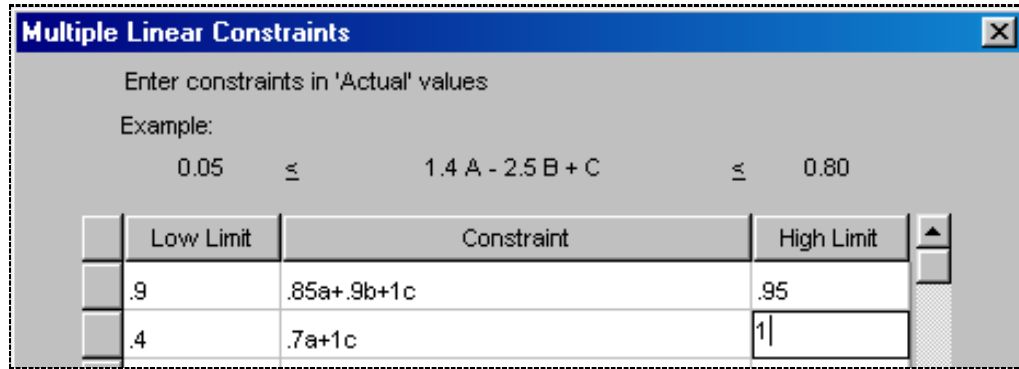 Multiple Linear Constraints
Enter constraints in 'Actual' values
Example:
0.05 ≤ 1.4 A - 2.5 B + C ≤ 0.80
Low Limit Constraint High Limit
.9 .85a+.9b+1c .95
.4 .7a+1c 1